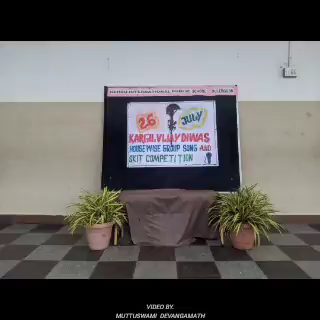 26
JULY
KARGIL VIJAY DIWAS
HOUSEWISE GROUP SONG AND
SKIT COMPETITION
VIDEO BY.
MUTTUSWAMI DEVANGAMATH